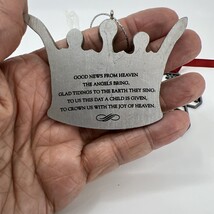 GOOD NEWS FROM HEAVEN
THE ANGELS BRING,
GLAD TIDINGS TO THE EARTH THEY SING:
TO US THIS DAY A CHILD IS GIVEN,
TO CROWN US WITH THE JOY OF HEAVEN.